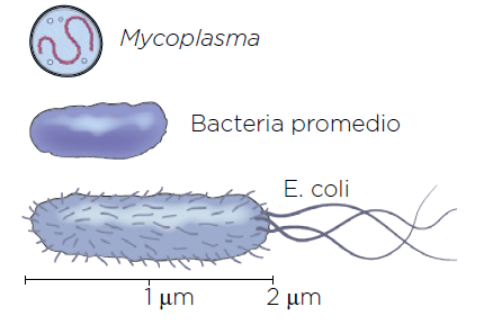 Mycoplasma
Bacteria promedio
E. coli
1 µm 2 µm